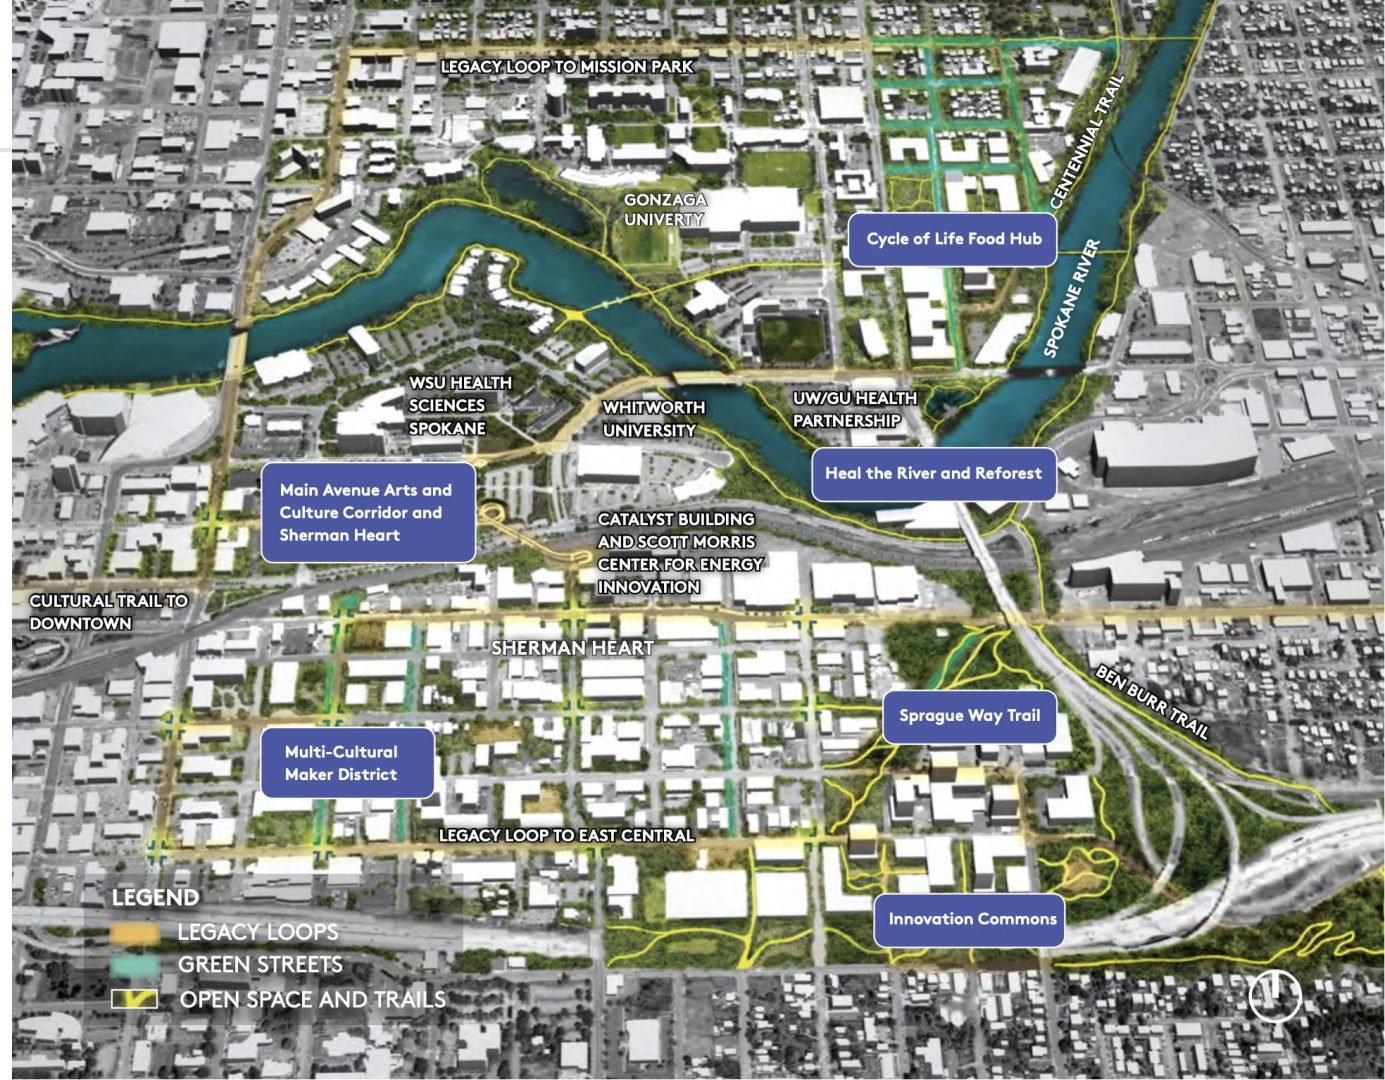 LEGACY LOOP TO MISSION PARK
CENTENNIAL TRAIL
GONZAGA
UNIVERTY
Cycle of Life Food Hub
SPOKANE RIVER
WSU HEALTH
SCIENCES
SPOKANE
WHITWORTH
UNIVERSITY
UW/GU HEALTH
PARTNERSHIP
Heal the River and Reforest
Main Avenue Arts and
Culture Corridor and
Sherman Heart
CATALYST BUILDING
AND SCOTT MORRIS
CENTER FOR ENERGY
INNOVATION
CULTURAL TRAIL TO
DOWNTOWN
SHERMAN HEART
BEN BURR TRAIL
Sprague Way Trail
Multi-Cultural
Maker District
LEGACY LOOP TO EAST CENTRAL
Innovation Commons
LEGEND
LEGACY LOOPS
GREEN STREETS
OPEN SPACE AND TRAILS